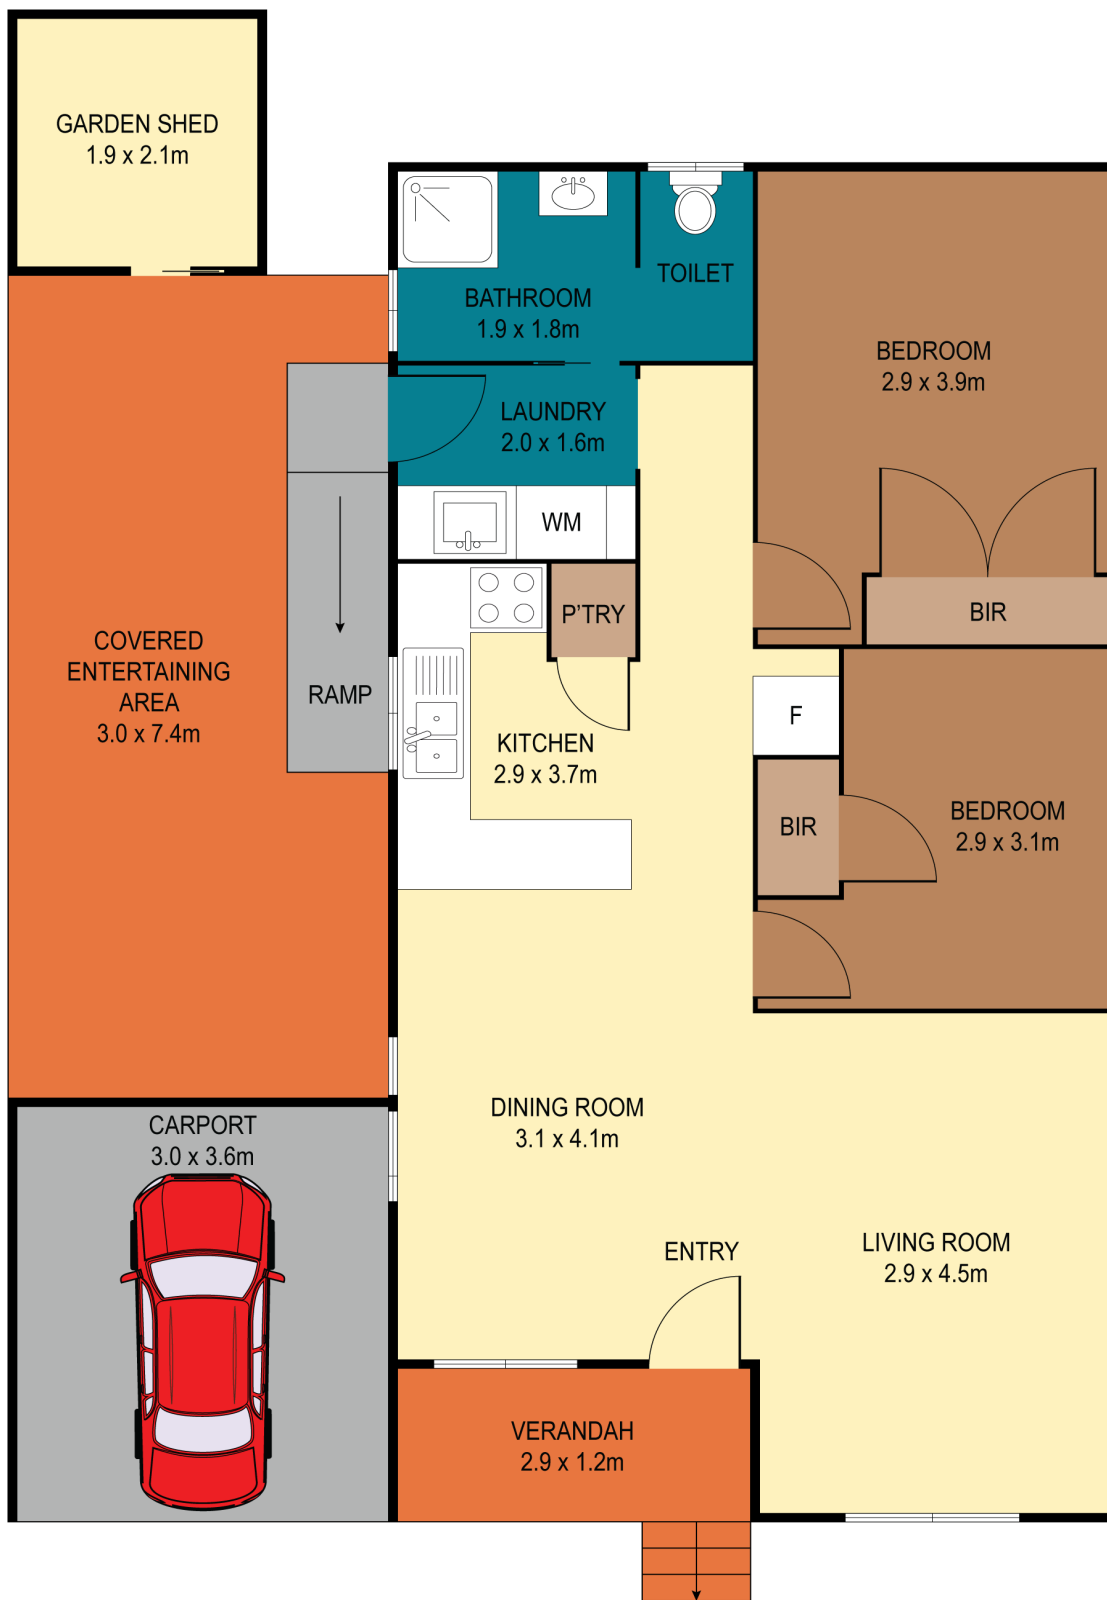 GARDEN SHED
1.9 x 2.1m
TOILET
BATHROOM
1.9 x 1.8m
BEDROOM
2.9 x 3.9m
LAUNDRY
2.0 x 1.6m
WM
P'TRY
BIR
COVERED
ENTERTAINING
AREA
3.0 x 7.4m
RAMP
F
KITCHEN
2.9 x 3.7m
BIR
BEDROOM
2.9 x 3.1m
DINING ROOM
3.1 x 4.1m
CARPORT
3.0 x 3.6m
ENTRY
LIVING ROOM
2.9 x 4.5m
VERANDAH
2.9 x 1.2m